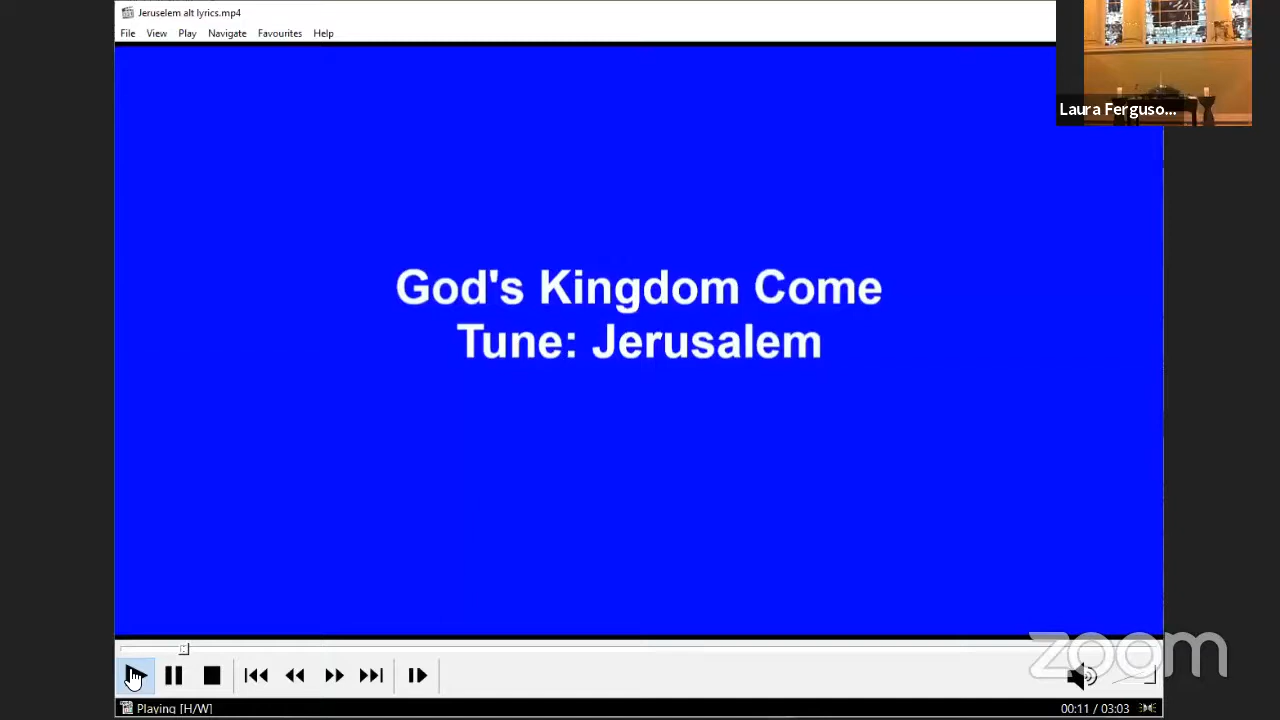 Jeruselem alt lyrics.mp4
File View Play Navigate Favourites Help
Laura Ferguso...
God's Kingdom Come
Tune: Jerusalem
zoom
Playing [H/W]
00:11 / 03:03